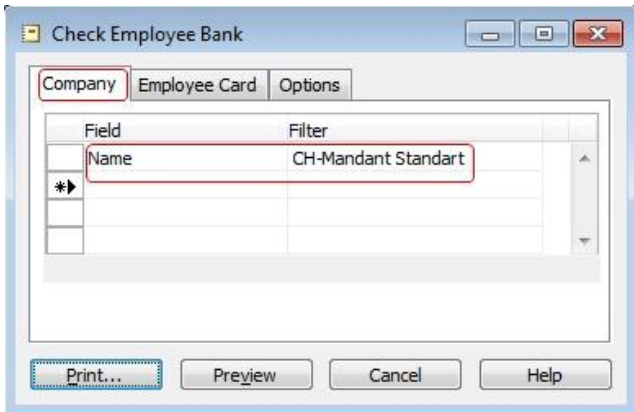 Check Employee Bank
Company Employee Card Options
Field Filter
Name CH-Mandant Standart
Print... Preview Cancel Help